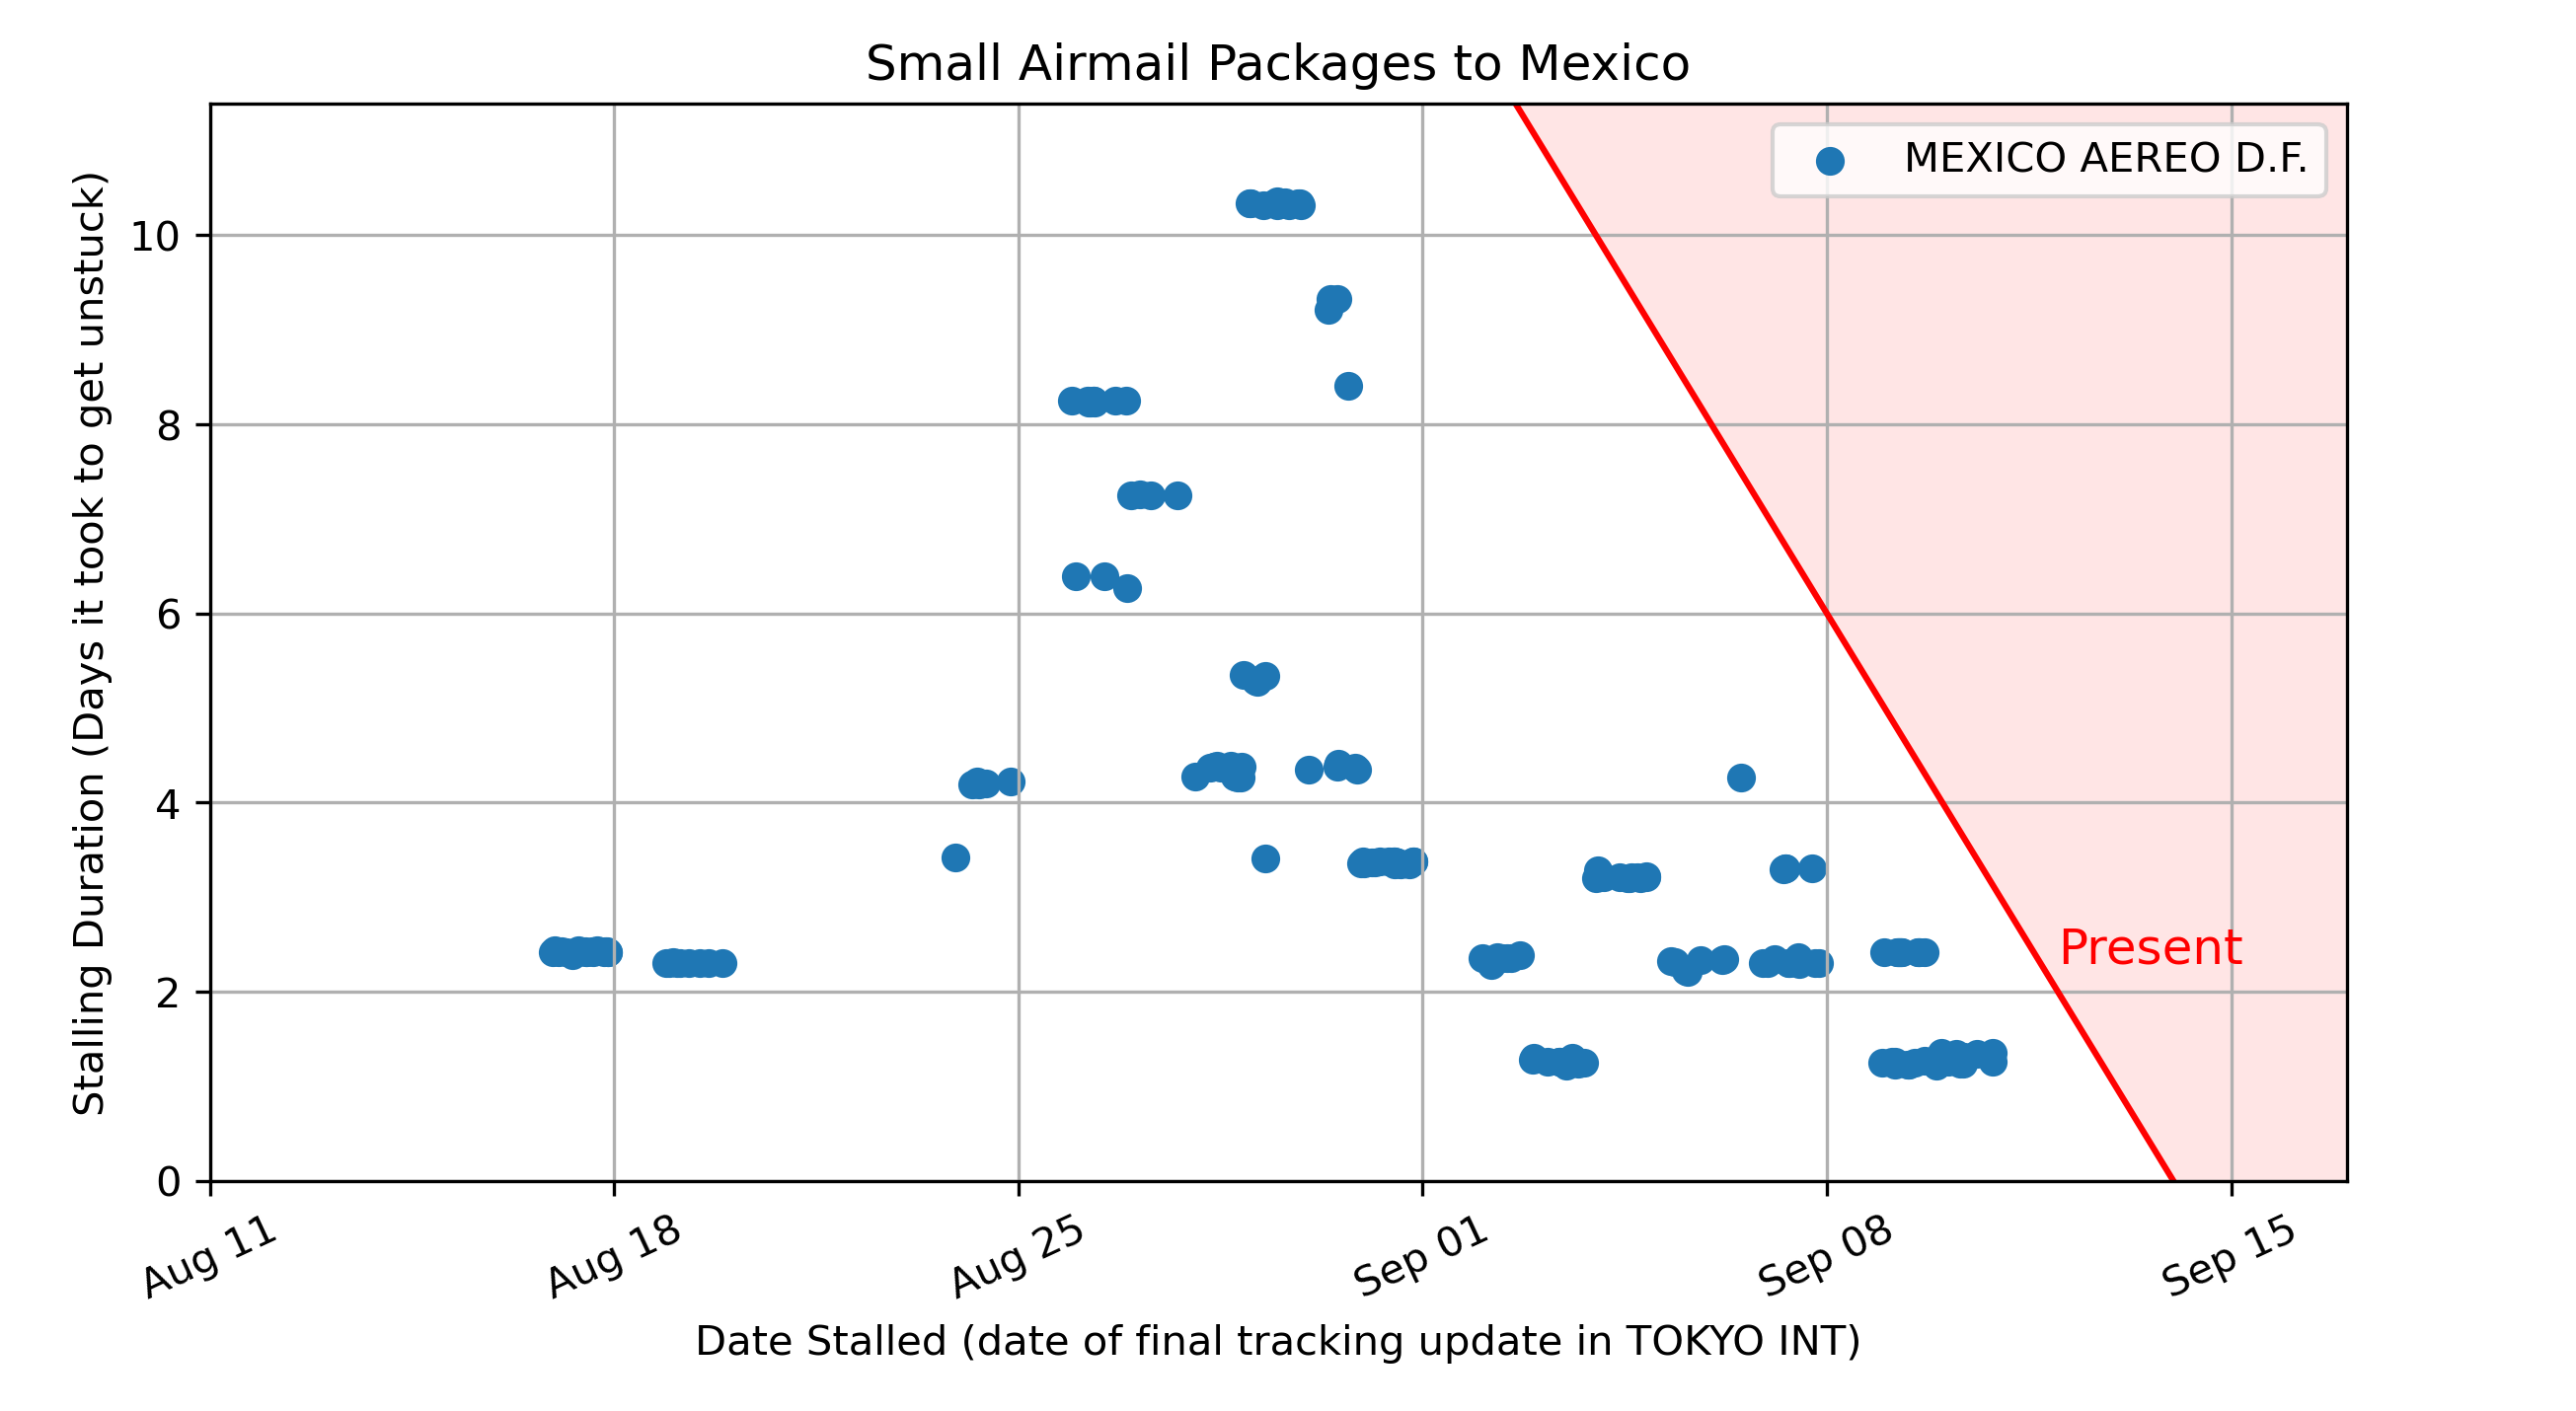 Small Airmail Packages to Mexico
MEXICO AEREO D.F.
Stalling Duration (Days it took to get unstuck)
10
8
6
4
2
0
Present
Aug 11
Aug 18
Aug 25
Sep 01
Sep 08
Sep 15
Date Stalled (date of final tracking update in TOKYO INT)